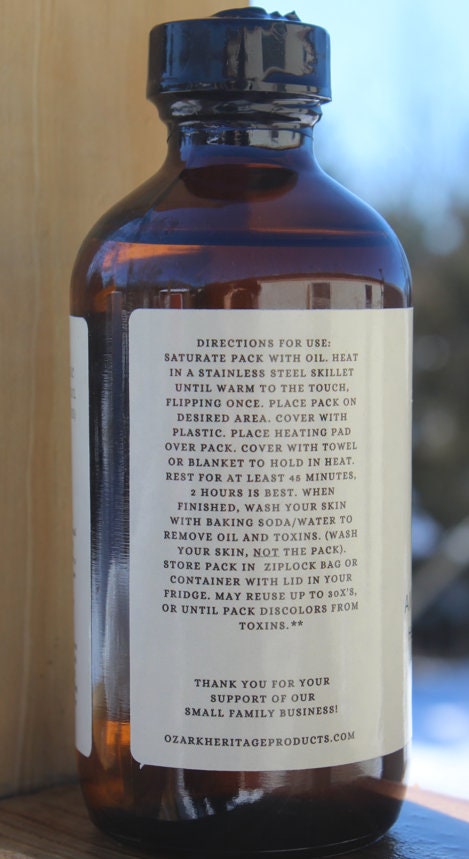 DIRECTIONS FOR USE:
SATURATE PACK WITH OIL. HEAT
IN A STAINLESS STEEL SKILLET
UNTIL WARM TO THE TOUCH,
FLIPPING ONCE. PLACE PACK ON
DESIRED AREA. COVER WITH
PLASTIC. PLACE HEATING PAD
OVER PACK. COVER WITH TOWEL
OR BLANKET TO HOLD IN HEAT.
REST FOR AT LEAST 45 MINUTES,
2 HOURS IS BEST. WHEN
FINISHED, WASH YOUR SKIN
WITH BAKING SODA/WATER TO
REMOVE OIL AND TOXINS. (WASH
YOUR SKIN, NOT THE PACK).
STORE PACK IN ZIPLOCK BAG OR
CONTAINER WITH LID IN YOUR
FRIDGE. MAY REUSE UP TO 30X'S,
OR UNTIL PACK DISCOLORS FROM
TOXINS.**
THANK YOU FOR YOUR
SUPPORT OF OUR
SMALL FAMILY BUSINESS!
OZARKHERITAGEPRODUCTS.COM